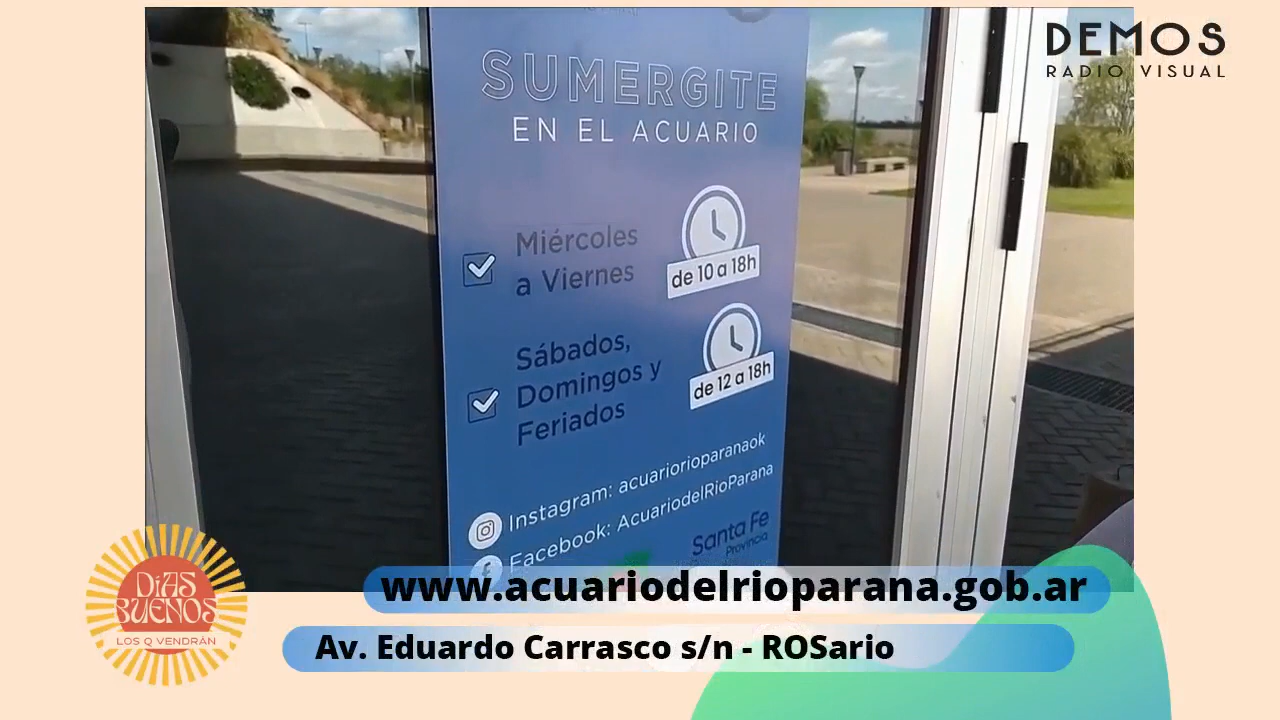 DEMOS
RADIO VISUAL
SUMERGITE
EN EL ACUARIO
Miércoles
a Viernes
de 10 a 18h
Sábados,
Domingos y
Feriados
de 12 a 18h
Instagram: acuariorioparanaok
Facebook: AcuariodelRioParana
Santa Fe
Provincia
www.acuariodelrioparana.gob.ar
DiAS
BUENOS
LOS Q VENDRÁN
Av. Eduardo Carrasco s/n - ROSario